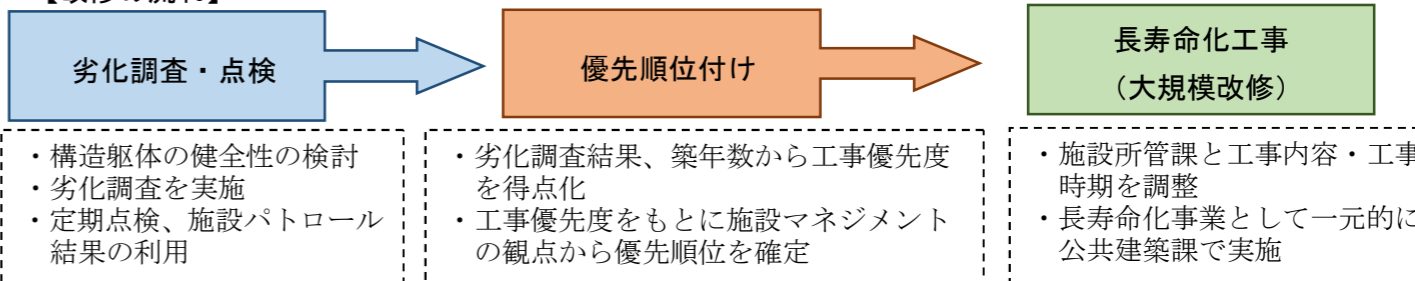 劣化調査・点検
優先順位付け
長寿命化工事
（大規模改修）
・構造躯体の健全性の検討
・劣化調査を実施
・定期点検、施設パトロール
結果の利用
・劣化調査結果、築年数から工事優先度
を得点化
・工事優先度をもとに施設マネジメント
の観点から優先順位を確定
・施設所管課と工事内容・工事
時期を調整
・長寿命化事業として一元的に
公共建築課で実施